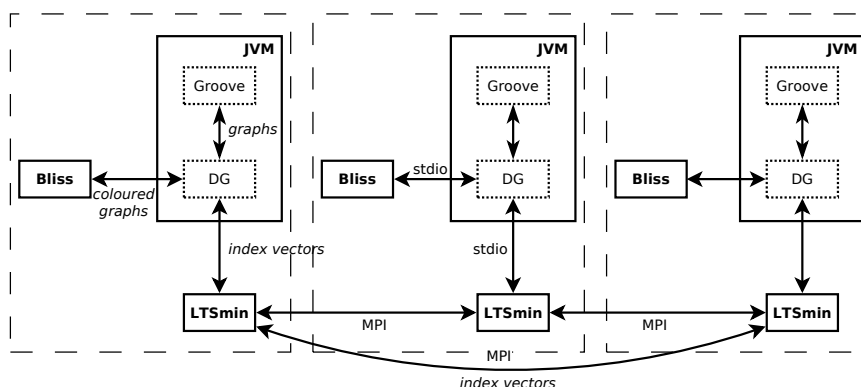 JVM JVM JVM
Groove Groove Groove
graphs
Bliss DG Bliss stdio DG Bliss DG
coloured
graphs
index vectors stdio
LTSmin LTSmin LTSmin
MPI MPI
MPI
index vectors